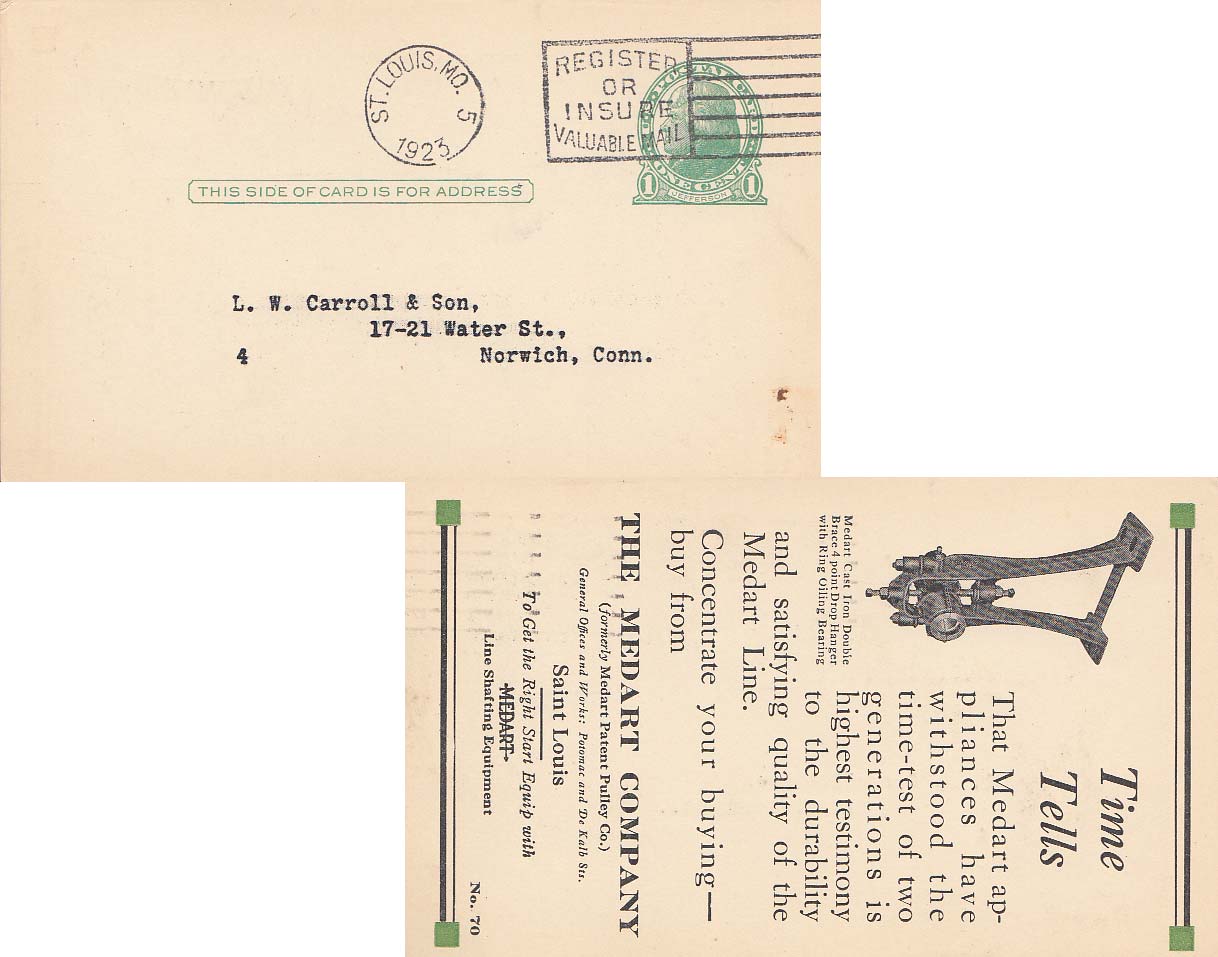 ST. LOUIS, MO. 5
1923
REGISTER
OR
INSURE
VALUABLE MAIL
THIS SIDE OF CARD IS FOR ADDRESS
1 JEFFERSON 1
L. W. Carroll & Son,
17-21 Water St.,
4 Norwich, Conn.
Time
Tells
That Medart ap-
pliances have
withstood the
time-test of two
generations is
highest testimony
to the durability
Medart Cast Iron Double
Brace 4 point Drop Hanger
with Ring Oiling Bearing
and satisfying quality of the
Medart Line.
Concentrate your buying—
buy from
THE MEDART COMPANY
(formerly Medart Patent Pulley Co.)
General Offices and Works: Potomac and De Kalb Sts.
Saint Louis
To Get the Right Start Equip with
MEDART
Line Shafting Equipment
No. 70